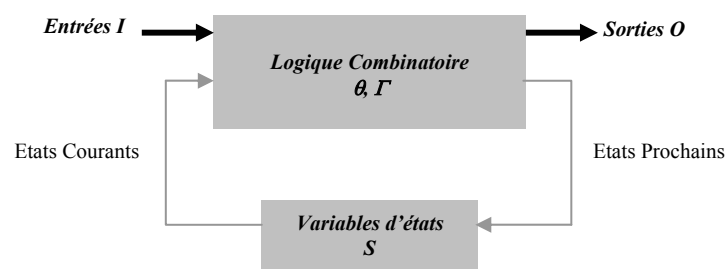 Entrées I
Sorties O
Logique Combinatoire
θ, Γ
Etats Courants
Etats Prochains
Variables d'états
S